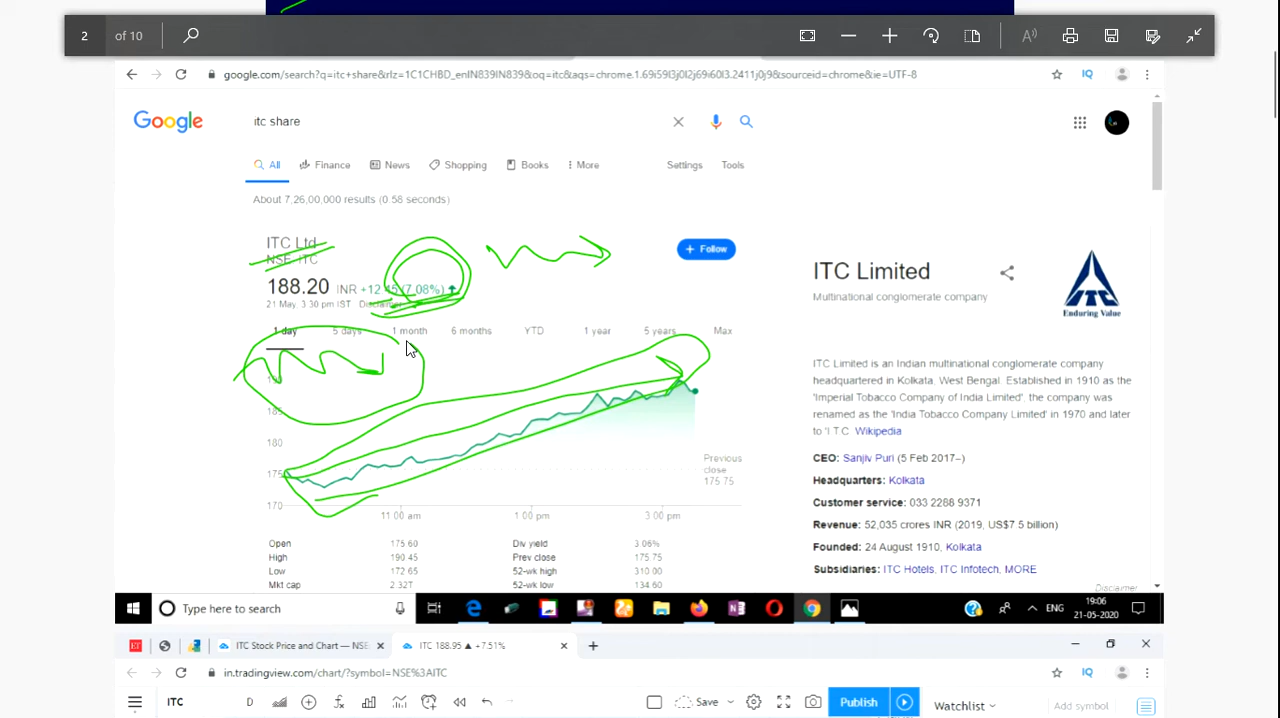 2 of 10
google.com/search?q=itc+share&rlz=1C1CHBD_enIN839IN839&oq=itc&aqs=chrome.1.69i59l3j0l2j69i60l3.2411j0j9&sourceid=chrome&ie=UTF-8
Google
itc share
All Finance News Shopping Books More Settings Tools
About 7,26,00,000 results (0.58 seconds)
ITC Ltd
NSE: ITC
Follow
188.20 INR +12.45 (7.08%)
21 May, 3:30 pm IST Disclaimer
1 day 5 days 1 month 6 months YTD 1 year 5 years Max
185
180
175
170
Previous
close
175.75
11:00 am 1:00 pm 3:00 pm
Open 175.60 Div yield 3.06%
High 190.45 Prev close 175.75
Low 172.65 52-wk high 310.00
Mkt cap 2.32T 52-wk low 134.60
ITC Limited
Multinational conglomerate company
ITC
Enduring Value
ITC Limited is an Indian multinational conglomerate company
headquartered in Kolkata, West Bengal. Established in 1910 as the
'Imperial Tobacco Company of India Limited', the company was
renamed as the 'India Tobacco Company Limited' in 1970 and later
to 'I.T.C. Wikipedia
CEO: Sanjiv Puri (5 Feb 2017–)
Headquarters: Kolkata
Customer service: 033 2288 9371
Revenue: 52,035 crores INR (2019, US$7.5 billion)
Founded: 24 August 1910, Kolkata
Subsidiaries: ITC Hotels, ITC Infotech, MORE
Disclaimer
Type here to search
ENG
19:06
21-05-2020
ET
ITC Stock Price and Chart — NSE:
ITC 188.95 ▲ +7.51%
in.tradingview.com/chart/?symbol=NSE%3AITC
ITC D Save Publish Watchlist Add symbol